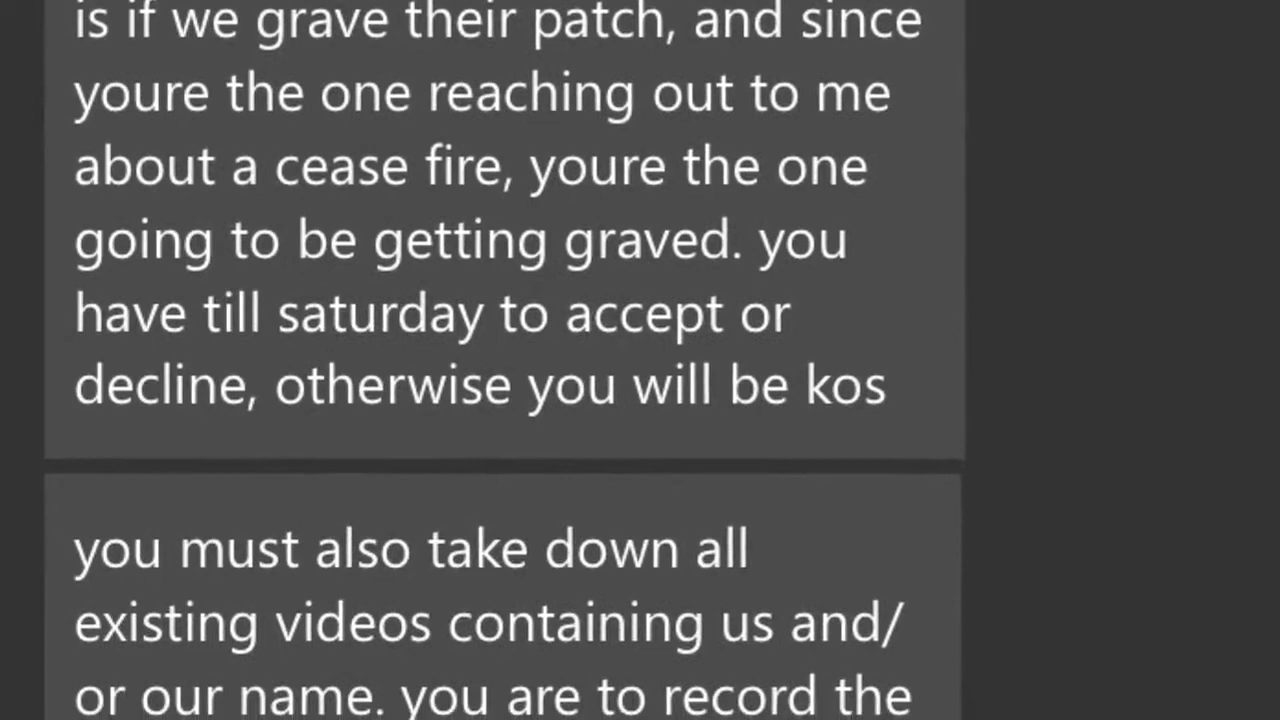 is if we grave their patch, and since
youre the one reaching out to me
about a cease fire, youre the one
going to be getting graved. you
have till saturday to accept or
decline, otherwise you will be kos
you must also take down all
existing videos containing us and/
or our name. you are to record the